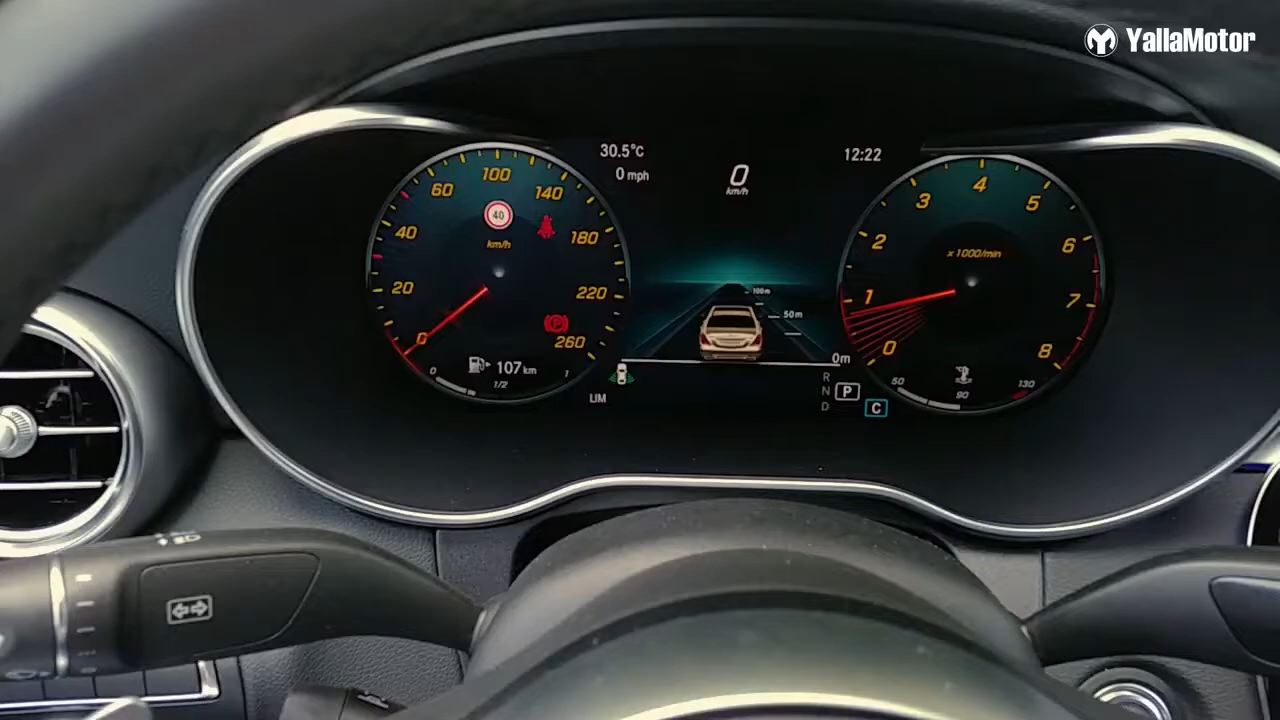 YallaMotor
30.5°C
0 mph
0
km/h
12:22
0
20
40
60
100
140
180
220
260
40
km/h
P
107 km
0
1/2
1
100m
50m
0m
LIM
R
N
D
P
C
0
1
2
3
4
5
6
7
8
x1000/min
50
90
130